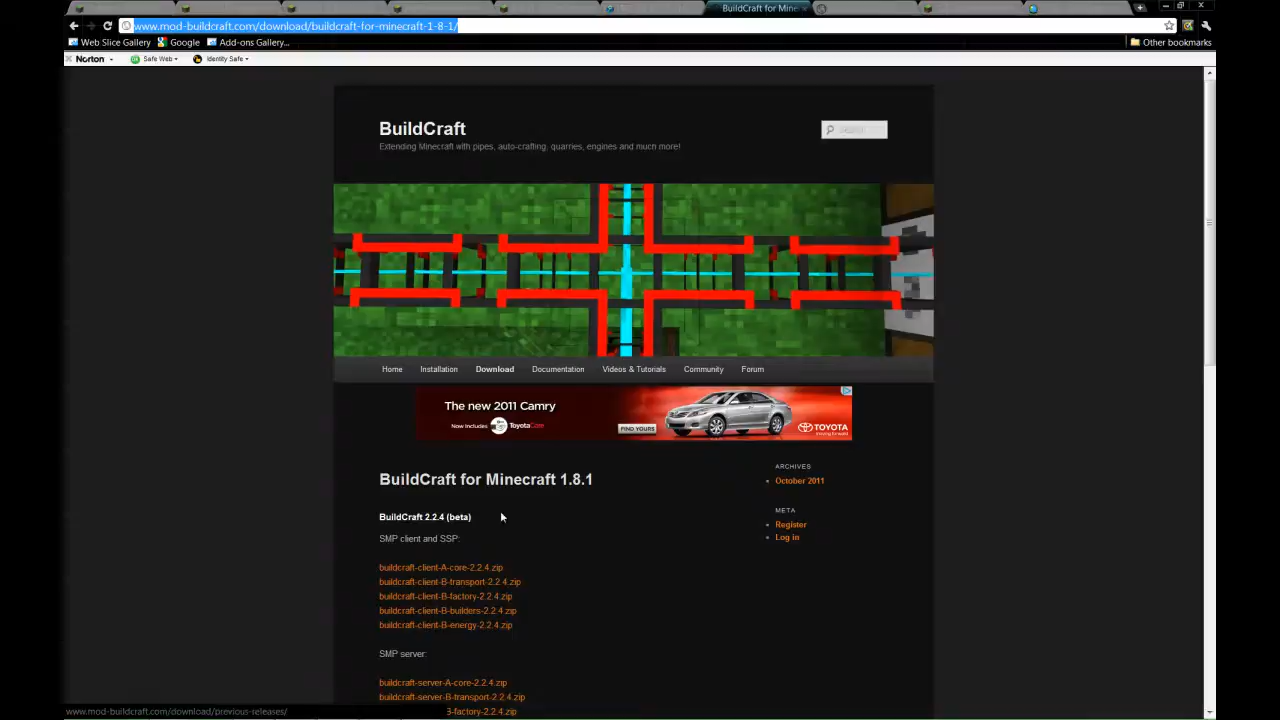 BuildCraft for Mine
www.mod-buildcraft.com/download/buildcraft-for-minecraft-1-8-1/
Web Slice Gallery Google Add-ons Gallery... Other bookmarks
Norton Safe Web Identity Safe
BuildCraft
Extending Minecraft with pipes, auto-crafting, quarries, engines and much more!
Home Installation Download Documentation Videos & Tutorials Community Forum
The new 2011 Camry
Now Includes ToyotaCare
FIND YOURS
TOYOTA
BuildCraft for Minecraft 1.8.1
BuildCraft 2.2.4 (beta)
SMP client and SSP:
buildcraft-client-A-core-2.2.4.zip
buildcraft-client-B-transport-2.2.4.zip
buildcraft-client-B-factory-2.2.4.zip
buildcraft-client-B-builders-2.2.4.zip
buildcraft-client-B-energy-2.2.4.zip
SMP server:
buildcraft-server-A-core-2.2.4.zip
buildcraft-server-B-transport-2.2.4.zip
B-factory-2.2.4.zip
ARCHIVES
October 2011
META
Register
Log in
www.mod-buildcraft.com/download/previous-releases/